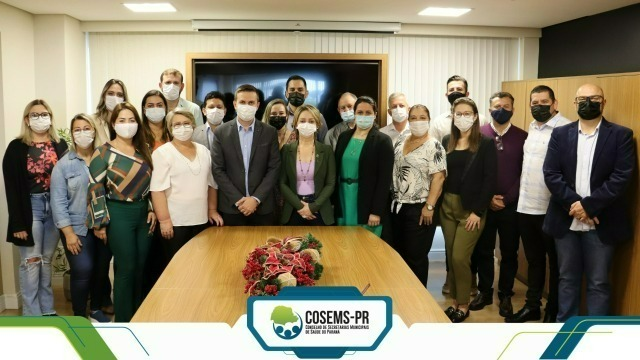 COSEMS-PR
CONSELHO DE SECRETARIAS MUNICIPAIS
DE SAÚDE DO PARANÁ